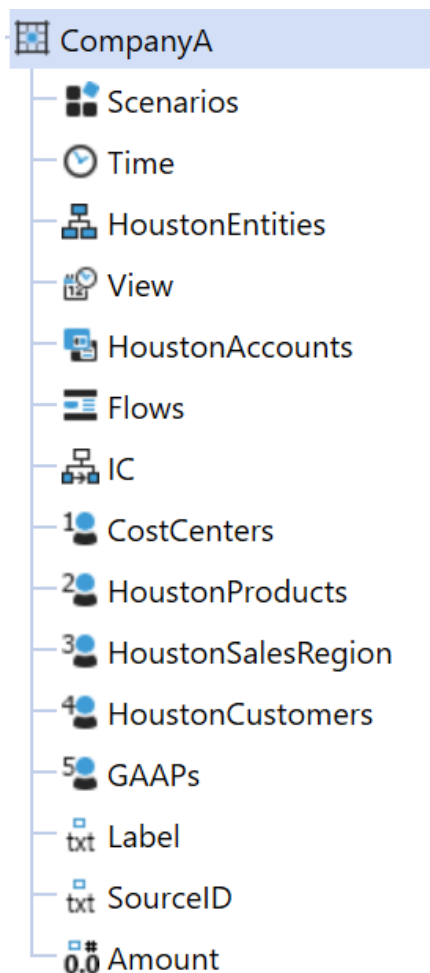 CompanyA
Scenarios
Time
HoustonEntities
12 View
HoustonAccounts
Flows
IC
1 CostCenters
2 HoustonProducts
3 HoustonSalesRegion
4 HoustonCustomers
5 GAAPs
txt Label
txt SourceID
0.0 # Amount